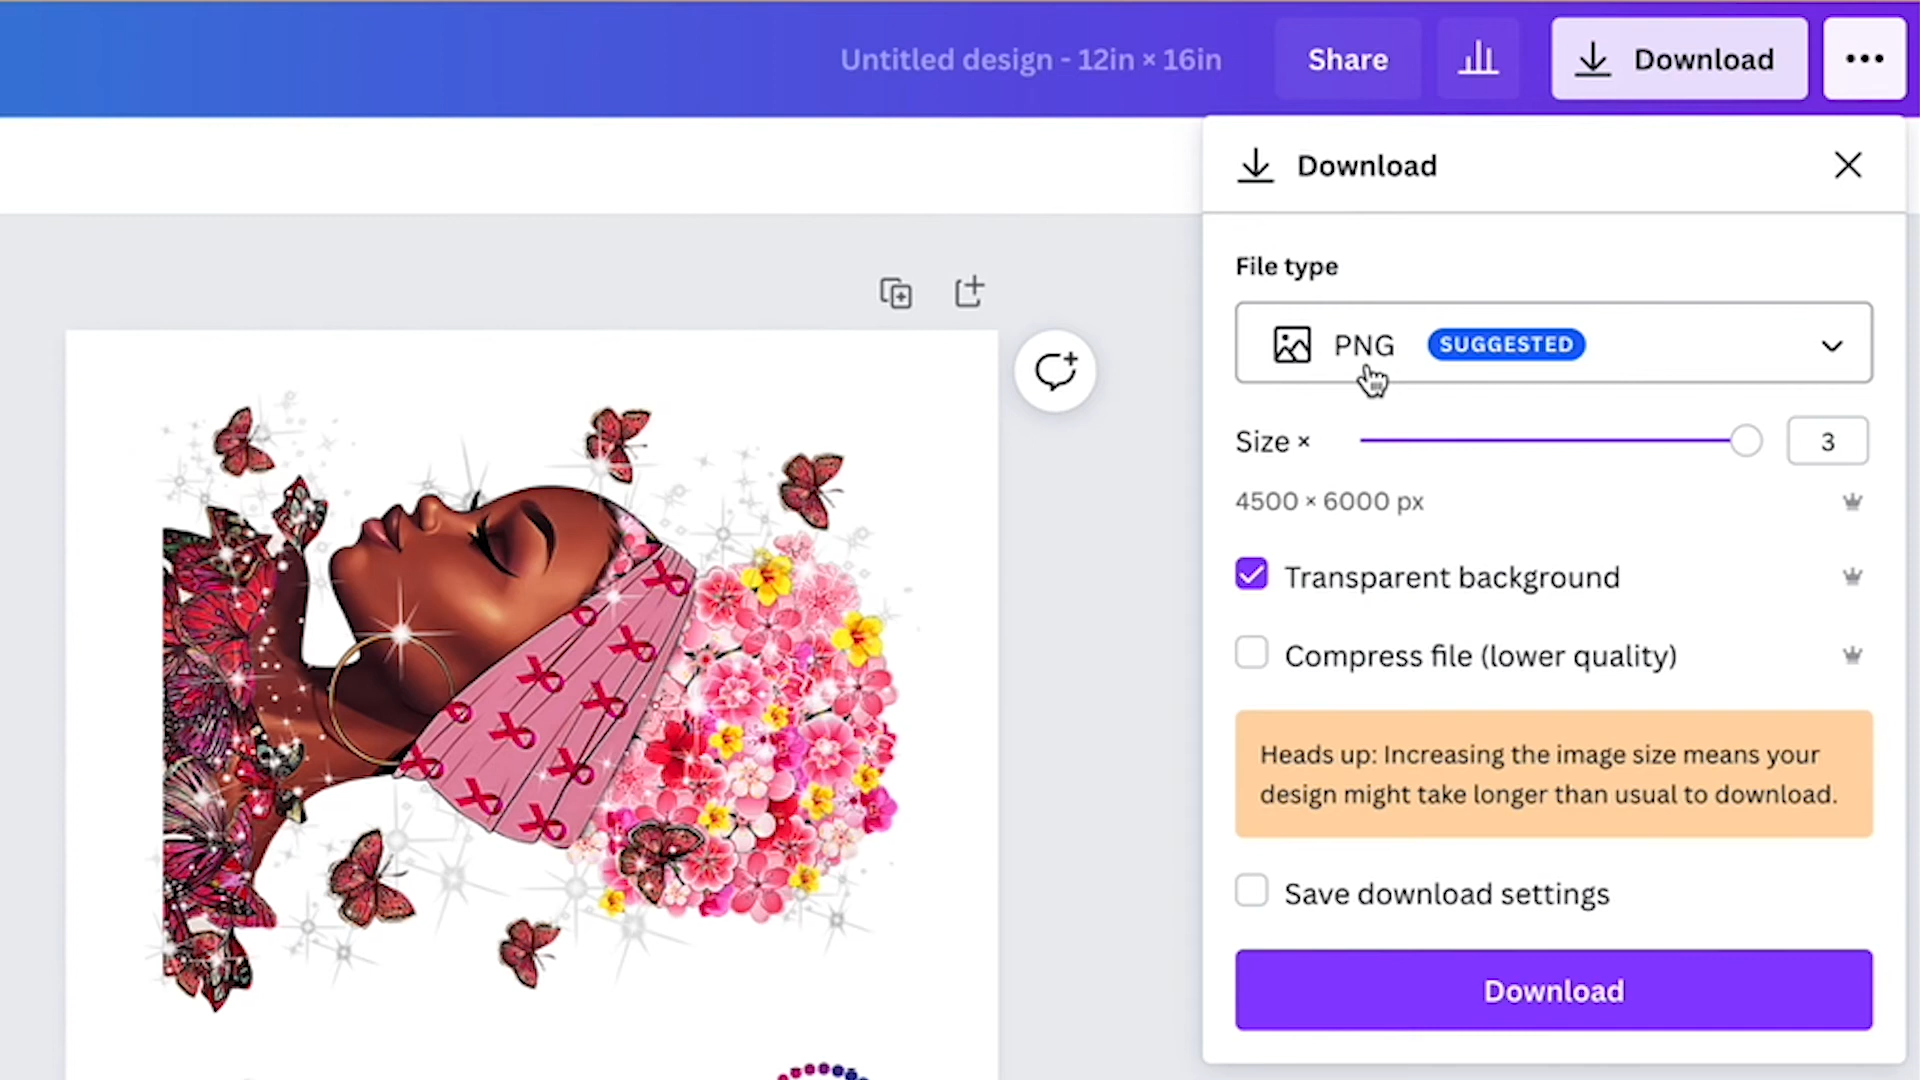 Untitled design - 12in × 16in
Share
Download
Download
File type
PNG
SUGGESTED
Size ×
3
4500 × 6000 px
Transparent background
Compress file (lower quality)
Heads up: Increasing the image size means your
design might take longer than usual to download.
Save download settings
Download